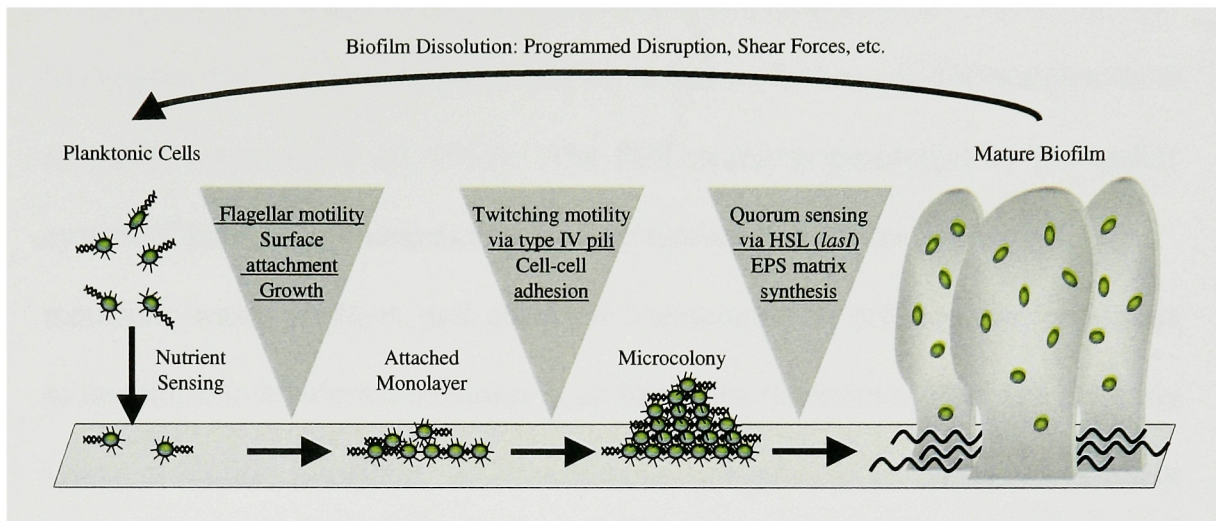 Biofilm Dissolution: Programmed Disruption, Shear Forces, etc.
Planktonic Cells
Mature Biofilm
Flagellar motility
Surface
attachment
Growth
Twitching motility
via type IV pili
Cell-cell
adhesion
Quorum sensing
via HSL (lasI)
EPS matrix
synthesis
Nutrient
Sensing
Attached
Monolayer
Microcolony